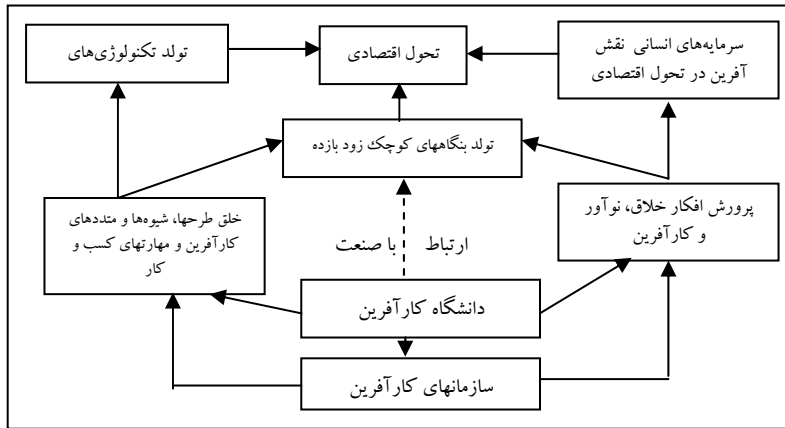 سرمایه‌های انسانی نقش
آفرین در تحول اقتصادی
تحول اقتصادی
تولد تکنولوژی‌های
تولد بنگاههای کوچک زود بازده
پرورش افکار خلاق، نوآور
و کارآفرین
خلق طرحها، شیوه‌ها و متددهای
کارآفرین و مهارتهای کسب و
کار
ارتباط با صنعت
دانشگاه کارآفرین
سازمانهای کارآفرین